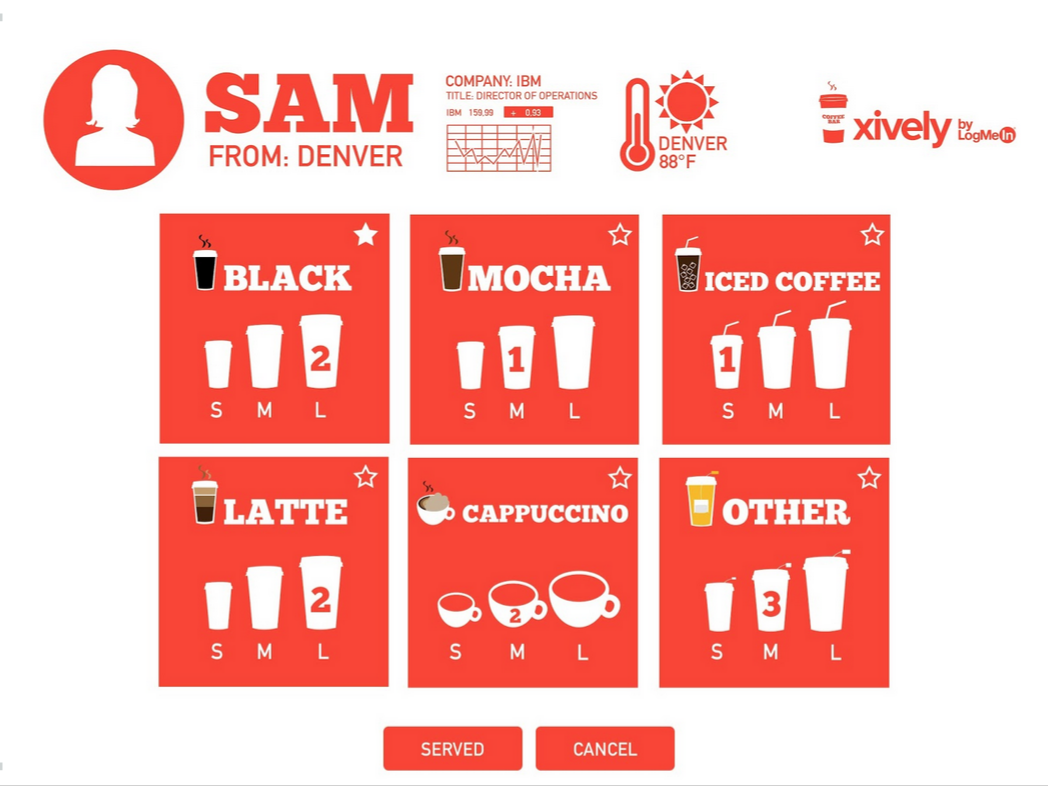 SAM
FROM: DENVER
COMPANY: IBM
TITLE: DIRECTOR OF OPERATIONS
IBM 159.99 + 0.93
DENVER
88°F
COFFEE
BAR
xively by
LogMeIn
BLACK
2
S M L
MOCHA
1
S M L
ICED COFFEE
1
S M L
LATTE
2
S M L
CAPPUCCINO
2
S M L
OTHER
3
S M L
SERVED
CANCEL